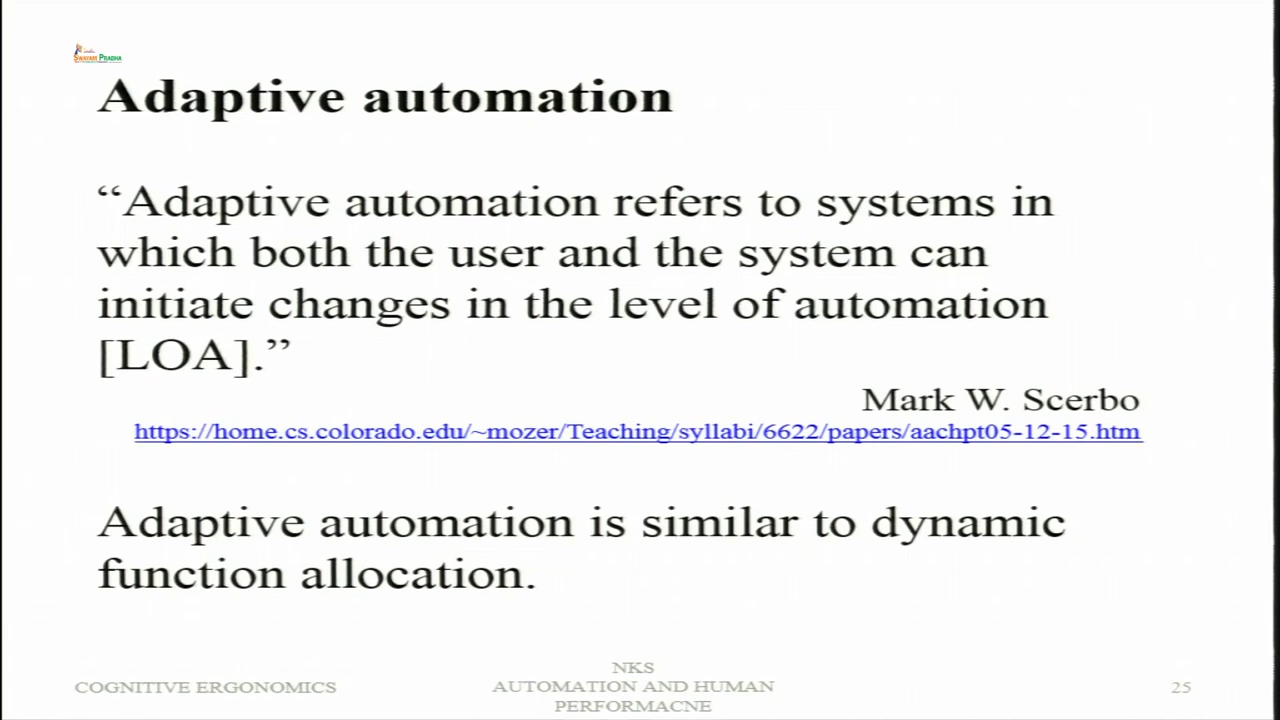 SWAYAM PRABHA
Adaptive automation
“Adaptive automation refers to systems in
which both the user and the system can
initiate changes in the level of automation
[LOA].”
Mark W. Scerbo
https://home.cs.colorado.edu/~mozer/Teaching/syllabi/6622/papers/aachpt05-12-15.htm
Adaptive automation is similar to dynamic
function allocation.
COGNITIVE ERGONOMICS
NKS
AUTOMATION AND HUMAN
PERFORMACNE
25